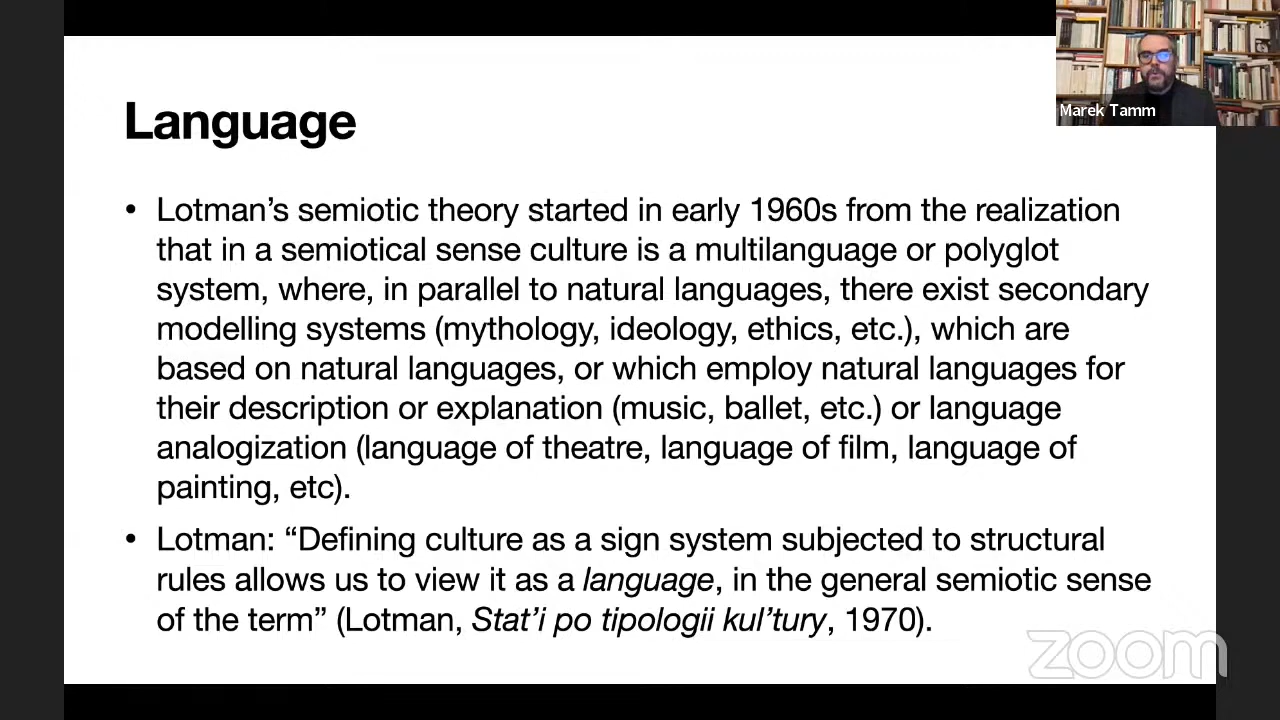 Marek Tamm
Language
• Lotman’s semiotic theory started in early 1960s from the realization
that in a semiotical sense culture is a multilanguage or polyglot
system, where, in parallel to natural languages, there exist secondary
modelling systems (mythology, ideology, ethics, etc.), which are
based on natural languages, or which employ natural languages for
their description or explanation (music, ballet, etc.) or language
analogization (language of theatre, language of film, language of
painting, etc).
• Lotman: “Defining culture as a sign system subjected to structural
rules allows us to view it as a language, in the general semiotic sense
of the term” (Lotman, Stat’i po tipologii kul’tury, 1970).
zoom